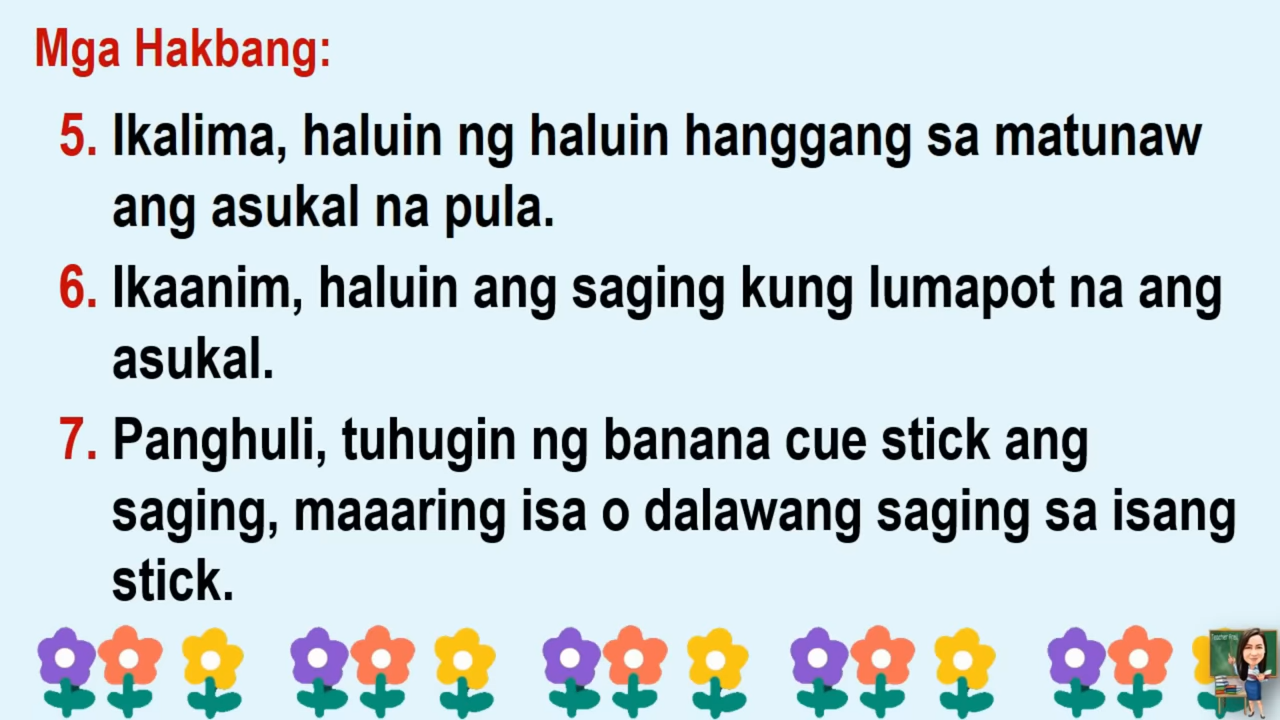 Mga Hakbang:
5. Ikalima, haluin ng haluin hanggang sa matunaw
ang asukal na pula.
6. Ikaanim, haluin ang saging kung lumapot na ang
asukal.
7. Panghuli, tuhugin ng banana cue stick ang
saging, maaaring isa o dalawang saging sa isang
stick.